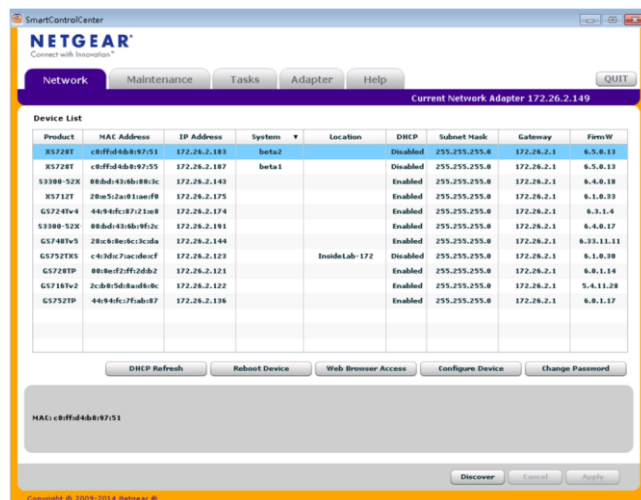 SmartControlCenter
NETGEAR®
Connect with Innovation™
Network Maintenance Tasks Adapter Help QUIT
Current Network Adapter 172.26.2.149
Device List
Product MAC Address IP Address System ▼ Location DHCP Subnet Mask Gateway FirmW
XS728T c0:ff:d4:b8:97:51 172.26.2.183 beta2 Disabled 255.255.255.0 172.26.2.1 6.5.0.13
XS728T c0:ff:d4:b8:97:55 172.26.2.187 beta1 Disabled 255.255.255.0 172.26.2.1 6.5.0.13
S3300-52X 08:bd:43:6b:80:3c 172.26.2.143 Enabled 255.255.255.0 172.26.2.1 6.4.0.18
XS712T 20:e5:2a:01:ae:f0 172.26.2.175 Enabled 255.255.255.0 172.26.2.1 6.1.0.33
GS724Tv4 44:94:fc:87:21:e8 172.26.2.174 Enabled 255.255.255.0 172.26.2.1 6.3.1.4
S3300-52X- 08:bd:43:6b:9f:2c 172.26.2.191 Enabled 255.255.255.0 172.26.2.1 6.4.0.17
GS748Tv5 28:c6:8e:6c:3c:da 172.26.2.144 Enabled 255.255.255.0 172.26.2.1 6.33.11.11
GS752TXS c4:3d:c7:ac:de:cf 172.26.2.123 InsideLab-172 Disabled 255.255.255.0 172.26.2.1 6.1.0.30
GS728TP 00:8e:f2:ff:2d:b2 172.26.2.121 Enabled 255.255.255.0 172.26.2.1 6.0.1.14
GS716Tv2 2c:b0:5d:8a:d6:0c 172.26.2.122 Enabled 255.255.255.0 172.26.2.1 5.4.11.28
GS752TP 44:94:fc:7f:ab:87 172.26.2.136 Enabled 255.255.255.0 172.26.2.1 6.0.1.17
DHCP Refresh Reboot Device Web Browser Access Configure Device Change Password
MAC: c0:ff:d4:b8:97:51
Discover Cancel Apply
Copyright © 2009-2014 Netgear ®